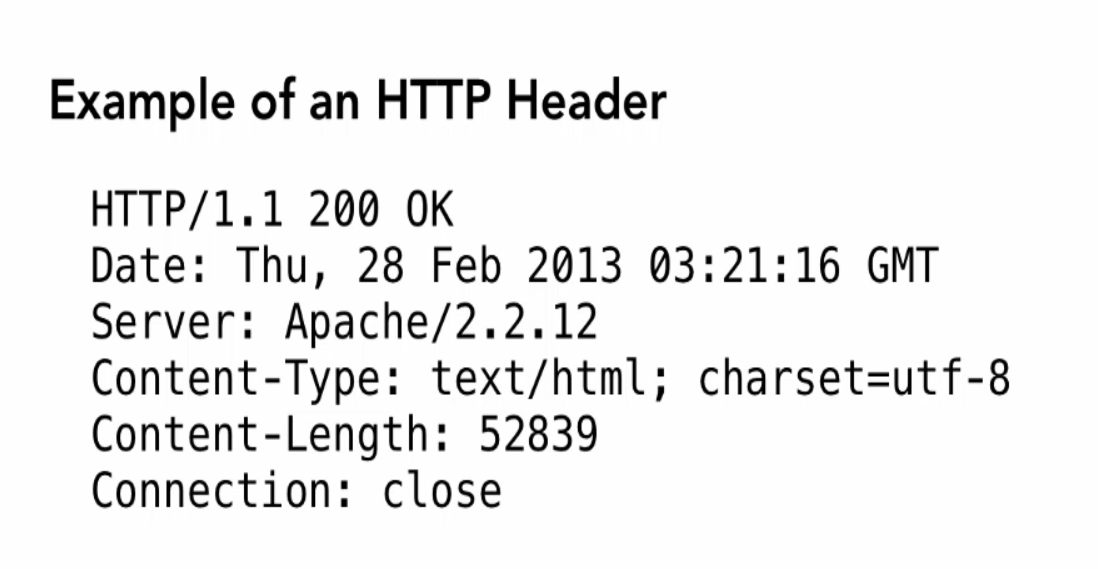 Example of an HTTP Header
HTTP/1.1 200 OK
Date: Thu, 28 Feb 2013 03:21:16 GMT
Server: Apache/2.2.12
Content-Type: text/html; charset=utf-8
Content-Length: 52839
Connection: close